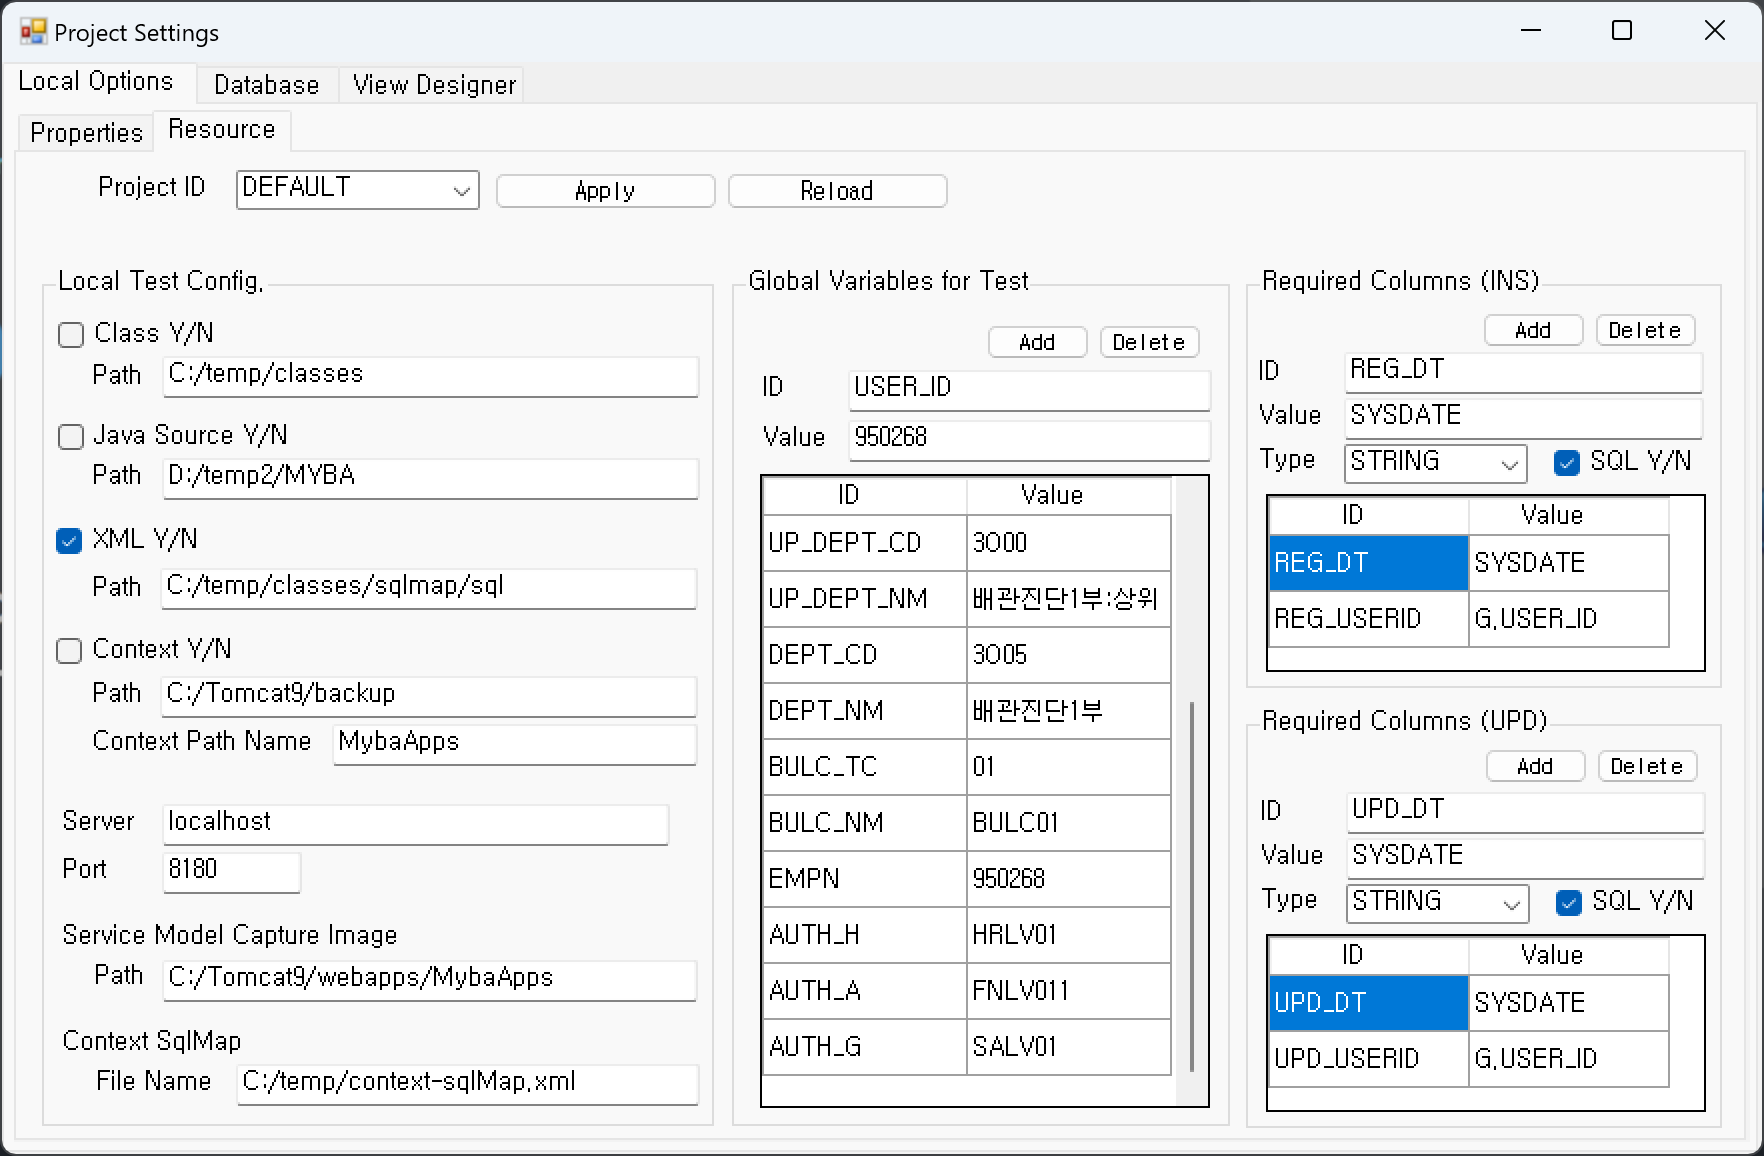 Project Settings
Local Options Database View Designer
Properties Resource
Project ID DEFAULT Apply Reload
Local Test Config.
Class Y/N
Path C:/temp/classes
Java Source Y/N
Path D:/temp2/MYBA
XML Y/N
Path C:/temp/classes/sqlmap/sql
Context Y/N
Path C:/Tomcat9/backup
Context Path Name MybaApps
Server localhost
Port 8180
Service Model Capture Image
Path C:/Tomcat9/webapps/MybaApps
Context SqlMap
File Name C:/temp/context-sqlMap.xml
Global Variables for Test
Add Delete
ID USER_ID
Value 950268
ID Value
UP_DEPT_CD 3O00
UP_DEPT_NM 배관진단1부:상위
DEPT_CD 3O05
DEPT_NM 배관진단1부
BULC_TC 01
BULC_NM BULC01
EMPN 950268
AUTH_H HRLV01
AUTH_A FNLV011
AUTH_G SALV01
Required Columns (INS)
Add Delete
ID REG_DT
Value SYSDATE
Type STRING SQL Y/N
ID Value
REG_DT SYSDATE
REG_USERID G.USER_ID
Required Columns (UPD)
Add Delete
ID UPD_DT
Value SYSDATE
Type STRING SQL Y/N
ID Value
UPD_DT SYSDATE
UPD_USERID G.USER_ID